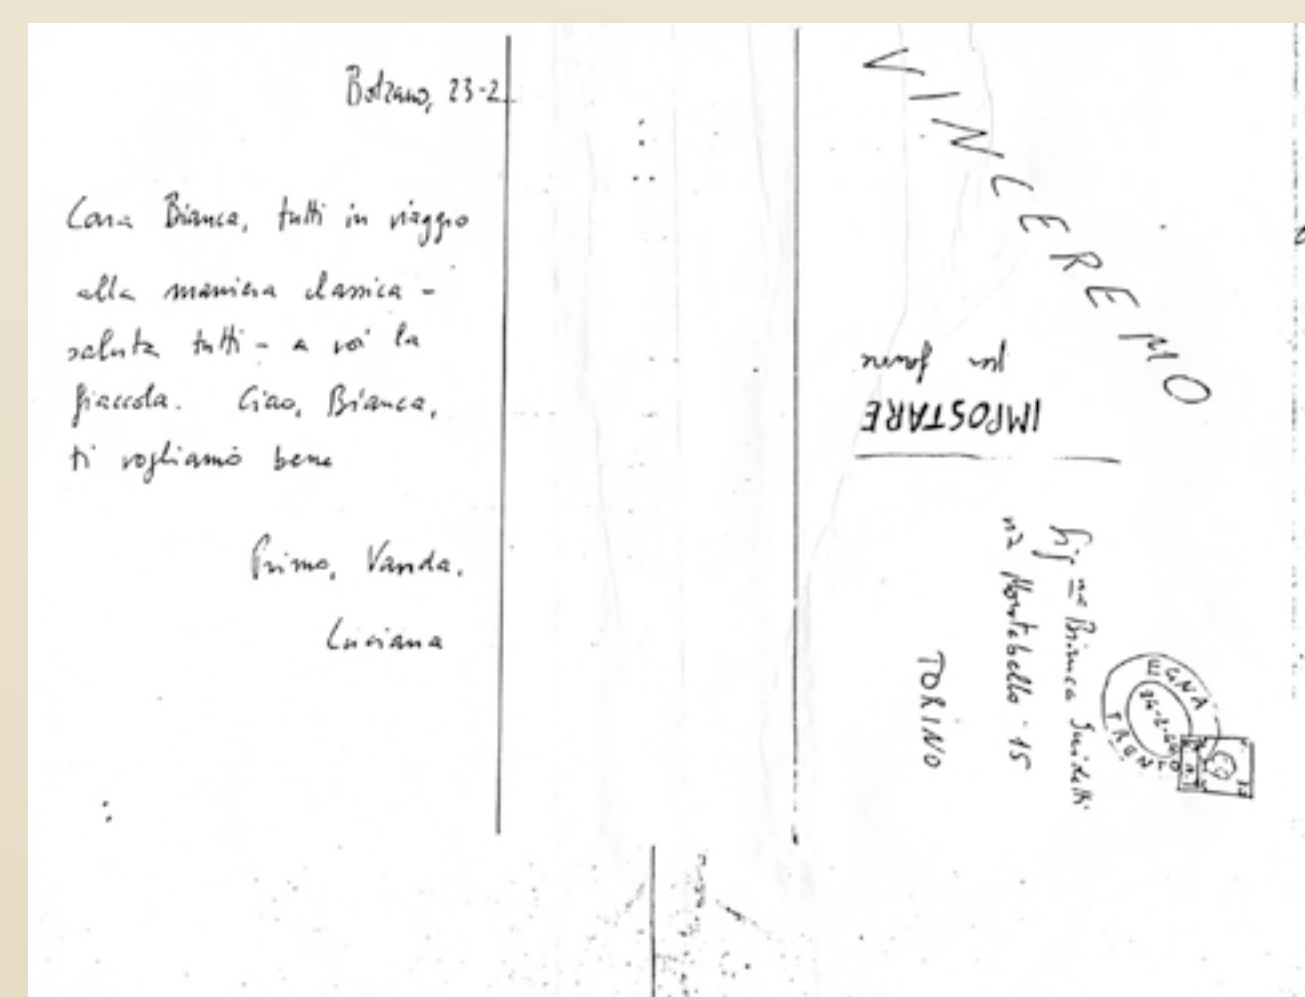 Bolzano, 23-2
Cara Bianca, tutti in viaggio
alla maniera classica -
saluta tutti - a voi la
fiaccola. Ciao, Bianca,
ti vogliamo bene
Primo, Vanda,
Luciana
VINCEREMO
IMPOSTARE
per favore
Sig.na Bianca Guidetti
via Montebello 15
TORINO
EGNA
TRENTO